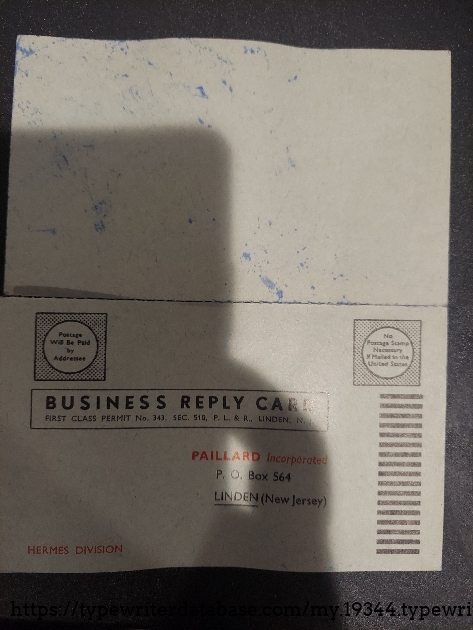 Postage
Will Be Paid
by
Addressee
No
Postage Stamp
Necessary
If Mailed in the
United States
BUSINESS REPLY CARD
FIRST CLASS PERMIT No. 343, SEC. 510, P. L. & R., LINDEN, N. J.
PAILLARD Incorporated
P. O. Box 564
LINDEN (New Jersey)
HERMES DIVISION
https://typewriterdatabase.com/my.19344.typewri